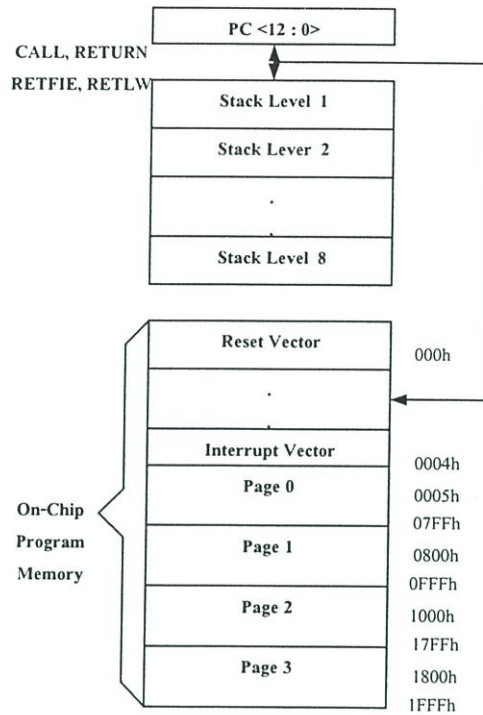 PC <12 : 0>
CALL, RETURN
RETFIE, RETLW
Stack Level 1
Stack Lever 2
.
.
Stack Level 8
Reset Vector
000h
.
.
Interrupt Vector
0004h
Page 0
0005h
On-Chip
Program
Memory
07FFh
Page 1
0800h
0FFFh
Page 2
1000h
17FFh
Page 3
1800h
1FFFh